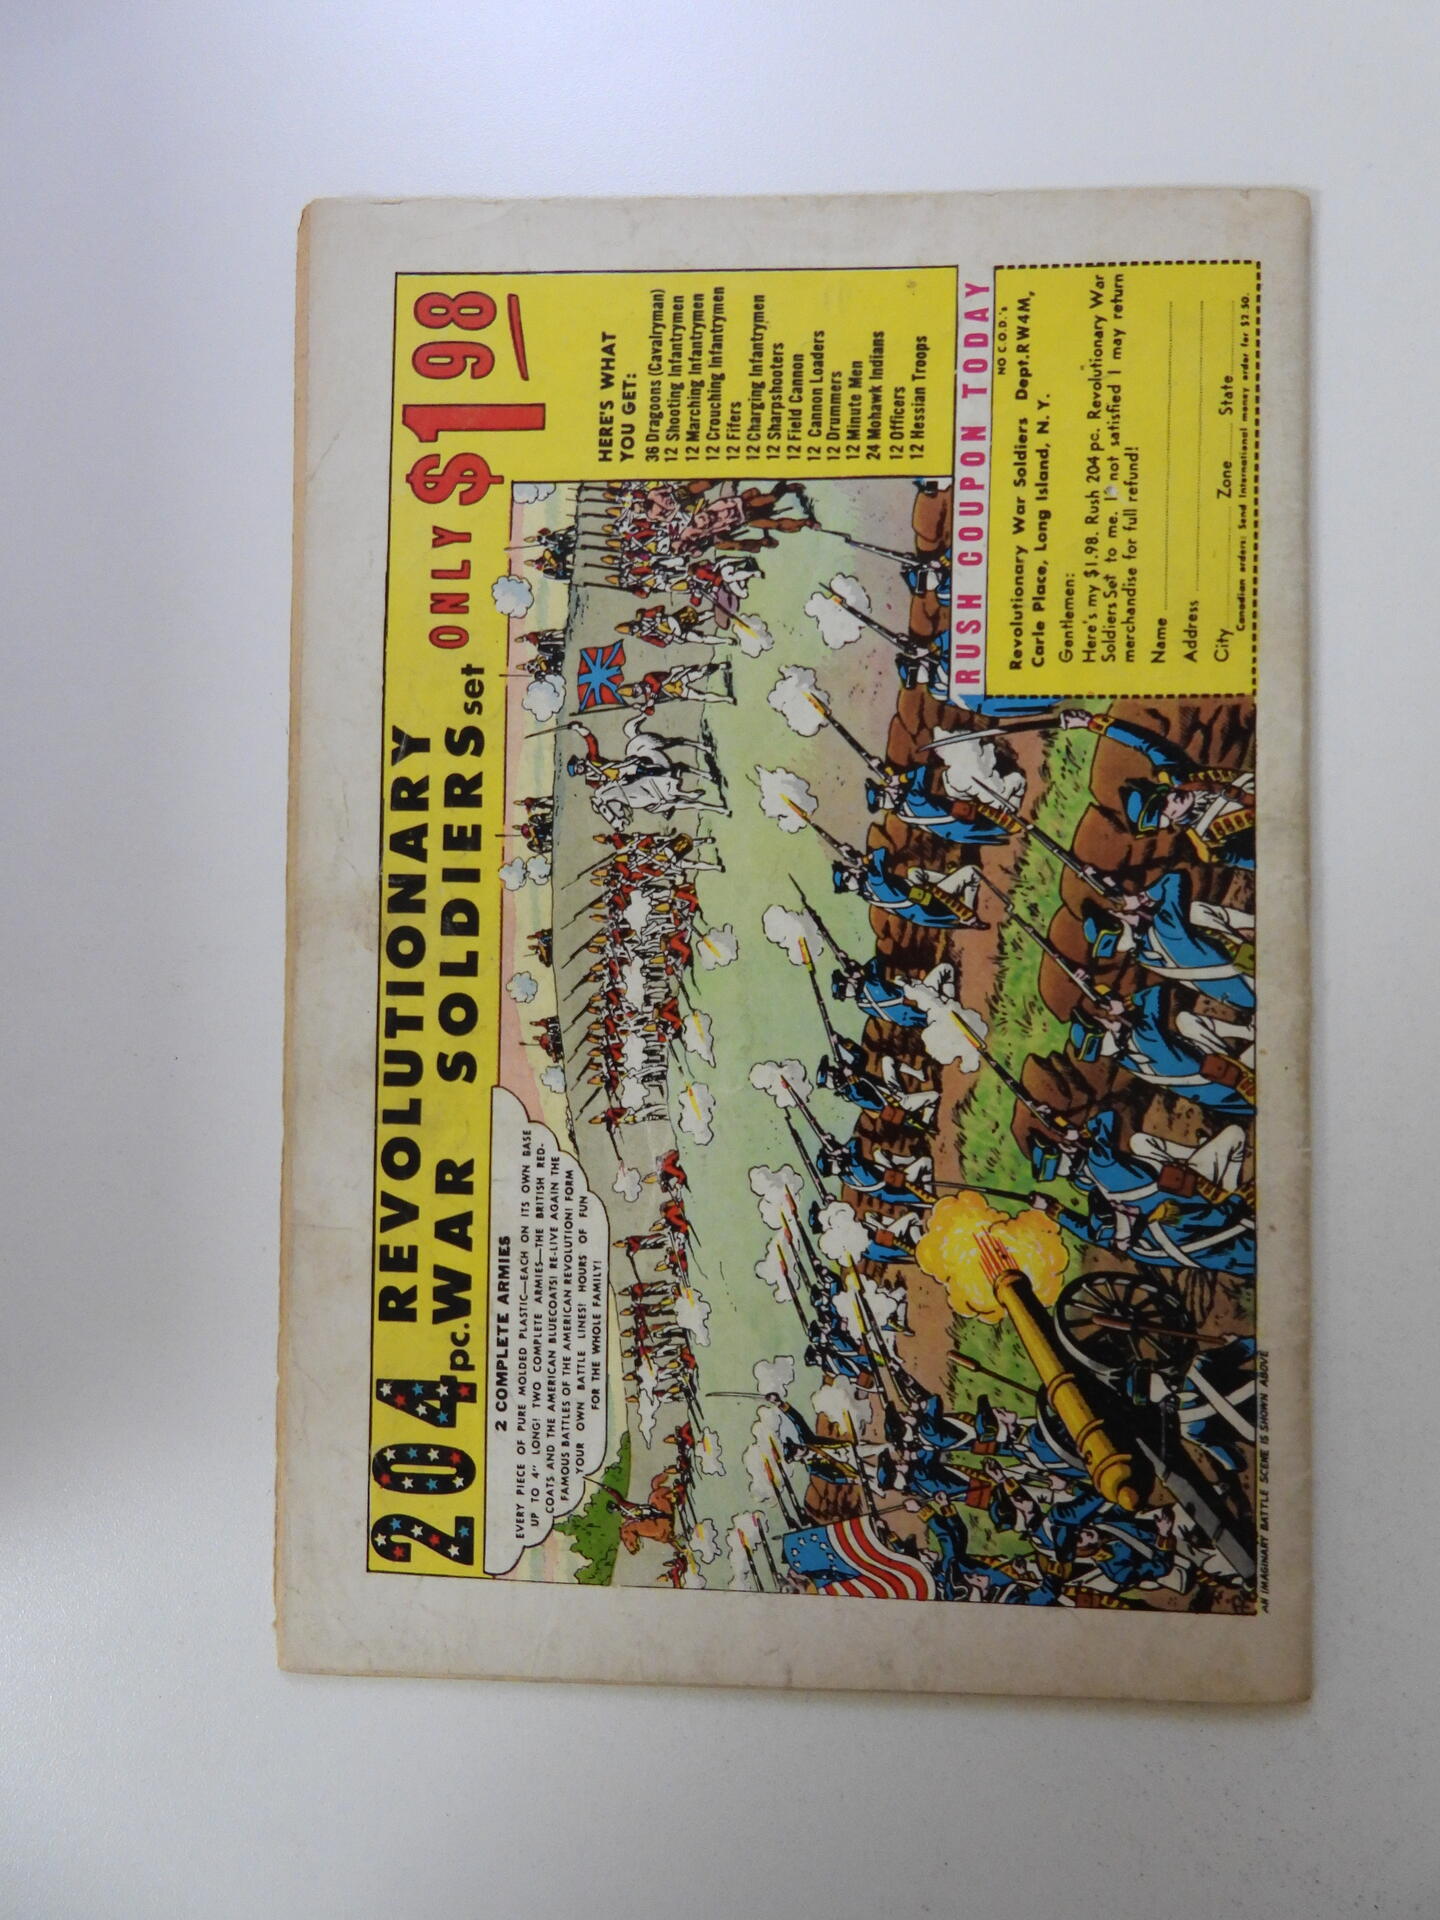 204 REVOLUTIONARY
pc. WAR SOLDIERS set ONLY $1 98
2 COMPLETE ARMIES
EVERY PIECE OF PURE MOLDED PLASTIC—EACH ON ITS OWN BASE
UP TO 4" LONG! TWO COMPLETE ARMIES—THE BRITISH RED-
COATS AND THE AMERICAN BLUECOATS! RE-LIVE AGAIN THE
FAMOUS BATTLES OF THE AMERICAN REVOLUTION! FORM
YOUR OWN BATTLE LINES! HOURS OF FUN
FOR THE WHOLE FAMILY!
HERE'S WHAT
YOU GET:
36 Dragoons (Cavalryman)
12 Shooting Infantrymen
12 Marching Infantrymen
12 Crouching Infantrymen
12 Fifers
12 Charging Infantrymen
12 Sharpshooters
12 Field Cannon
12 Cannon Loaders
12 Drummers
12 Minute Men
24 Mohawk Indians
12 Officers
12 Hessian Troops
RUSH COUPON TODAY
NO C.O.D.'s
Revolutionary War Soldiers Dept.RW4M,
Carle Place, Long Island, N. Y.
Gentlemen:
Here's my $1.98. Rush 204 pc. Revolutionary War
Soldiers Set to me. If not satisfied I may return
merchandise for full refund!
Name
Address
City Zone State
Canadian orders: Send International money order for $2.50.
AN IMAGINARY BATTLE SCENE IS SHOWN ABOVE